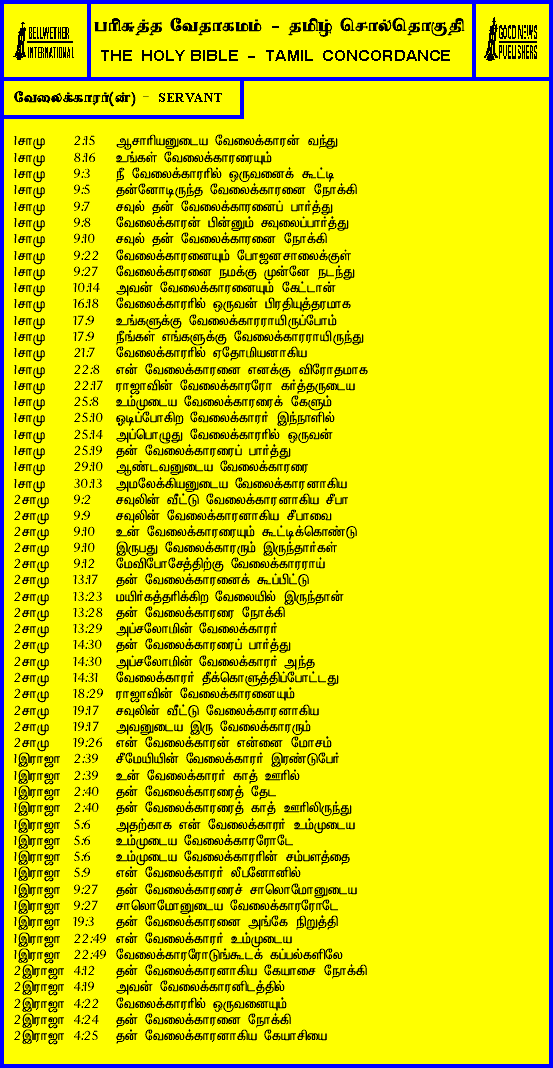 BELLWETHER
INTERNATIONAL
பரிசுத்த வேதாகமம் - தமிழ் சொல்தொகுதி
THE HOLY BIBLE - TAMIL CONCORDANCE
GOOD NEWS
PUBLISHERS
வேலைக்காரர்(ன்) - SERVANT
1சாமு 2:15 ஆசாரியனுடைய வேலைக்காரன் வந்து
1சாமு 8:16 உங்கள் வேலைக்காரரையும்
1சாமு 9:3 நீ வேலைக்காரரில் ஒருவனைக் கூட்டி
1சாமு 9:5 தன்னோடிருந்த வேலைக்காரனை நோக்கி
1சாமு 9:7 சவுல் தன் வேலைக்காரனைப் பார்த்து
1சாமு 9:8 வேலைக்காரன் பின்னும் சவுலைப்பார்த்து
1சாமு 9:10 சவுல் தன் வேலைக்காரனை நோக்கி
1சாமு 9:22 வேலைக்காரனையும் போஜனசாலைக்குள்
1சாமு 9:27 வேலைக்காரனை நமக்கு முன்னே நடந்து
1சாமு 10:14 அவன் வேலைக்காரனையும் கேட்டான்
1சாமு 16:18 வேலைக்காரரில் ஒருவன் பிரதியுத்தரமாக
1சாமு 17:9 உங்களுக்கு வேலைக்காரராயிருப்போம்
1சாமு 17:9 நீங்கள் எங்களுக்கு வேலைக்காரராயிருந்து
1சாமு 21:7 வேலைக்காரரில் ஏதோமியனாகிய
1சாமு 22:8 என் வேலைக்காரனை எனக்கு விரோதமாக
1சாமு 22:17 ராஜாவின் வேலைக்காரரோ கர்த்தருடைய
1சாமு 25:8 உம்முடைய வேலைக்காரரைக் கேளும்
1சாமு 25:10 ஓடிப்போகிற வேலைக்காரர் இந்நாளில்
1சாமு 25:14 அப்பொழுது வேலைக்காரரில் ஒருவன்
1சாமு 25:19 தன் வேலைக்காரரைப் பார்த்து
1சாமு 29:10 ஆண்டவனுடைய வேலைக்காரரை
1சாமு 30:13 அமலேக்கியனுடைய வேலைக்காரனாகிய
2சாமு 9:2 சவுலின் வீட்டு வேலைக்காரனாகிய சீபா
2சாமு 9:9 சவுலின் வேலைக்காரனாகிய சீபாவை
2சாமு 9:10 உன் வேலைக்காரரையும் கூட்டிக்கொண்டு
2சாமு 9:10 இருபது வேலைக்காரரும் இருந்தார்கள்
2சாமு 9:12 மேவிபோசேத்திற்கு வேலைக்காரராய்
2சாமு 13:17 தன் வேலைக்காரனைக் கூப்பிட்டு
2சாமு 13:23 மயிர்கத்தரிக்கிற வேலையில் இருந்தான்
2சாமு 13:28 தன் வேலைக்காரரை நோக்கி
2சாமு 13:29 அப்சலோமின் வேலைக்காரர்
2சாமு 14:30 தன் வேலைக்காரரைப் பார்த்து
2சாமு 14:30 அப்சலோமின் வேலைக்காரர் அந்த
2சாமு 14:31 வேலைக்காரர் தீக்கொளுத்திப்போட்டது
2சாமு 18:29 ராஜாவின் வேலைக்காரனையும்
2சாமு 19:17 சவுலின் வீட்டு வேலைக்காரனாகிய
2சாமு 19:17 அவனுடைய இரு வேலைக்காரரும்
2சாமு 19:26 என் வேலைக்காரன் என்னை மோசம்
1இராஜா 2:39 சீமேயியின் வேலைக்காரர் இரண்டுபேர்
1இராஜா 2:39 உன் வேலைக்காரர் காத் ஊரில்
1இராஜா 2:40 தன் வேலைக்காரரைத் தேட
1இராஜா 2:40 தன் வேலைக்காரரைத் காத் ஊரிலிருந்து
1இராஜா 5:6 அதற்காக என் வேலைக்காரர் உம்முடைய
1இராஜா 5:6 உம்முடைய வேலைக்காரரோடே
1இராஜா 5:6 உம்முடைய வேலைக்காரரின் சம்பளத்தை
1இராஜா 5:9 என் வேலைக்காரர் லீபனோனில்
1இராஜா 9:27 தன் வேலைக்காரரைச் சாலொமோனுடைய
1இராஜா 9:27 சாலொமோனுடைய வேலைக்காரரோடே
1இராஜா 19:3 தன் வேலைக்காரனை அங்கே நிறுத்தி
1இராஜா 22:49 என் வேலைக்காரர் உம்முடைய
1இராஜா 22:49 வேலைக்காரரோடுங்கூடக் கப்பல்களிலே
2இராஜா 4:12 தன் வேலைக்காரனாகிய கேயாசை நோக்கி
2இராஜா 4:19 அவன் வேலைக்காரனிடத்தில்
2இராஜா 4:22 வேலைக்காரரில் ஒருவனையும்
2இராஜா 4:24 தன் வேலைக்காரனை நோக்கி
2இராஜா 4:25 தன் வேலைக்காரனாகிய கேயாசியை